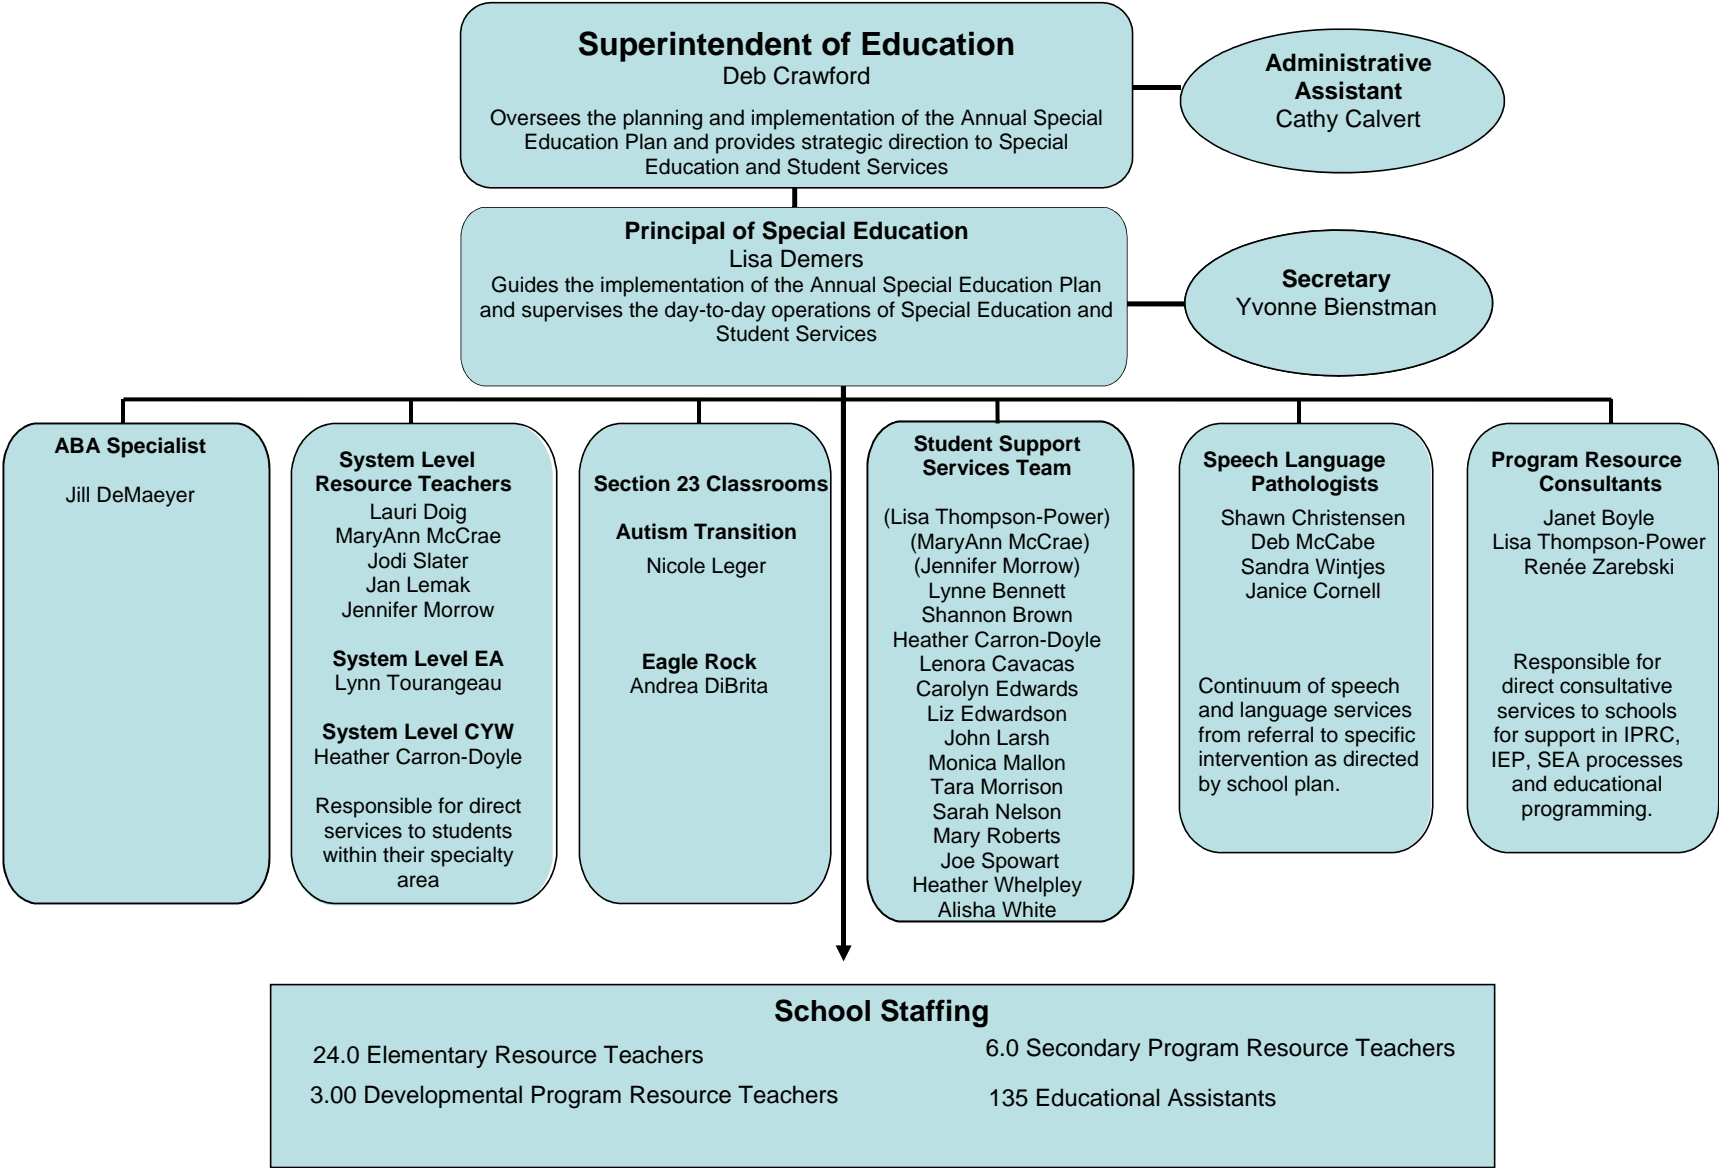 Superintendent of Education
Deb Crawford
Oversees the planning and implementation of the Annual Special
Education Plan and provides strategic direction to Special
Education and Student Services
Administrative
Assistant
Cathy Calvert
Principal of Special Education
Lisa Demers
Guides the implementation of the Annual Special Education Plan
and supervises the day-to-day operations of Special Education and
Student Services
Secretary
Yvonne Bienstman
ABA Specialist
Jill DeMaeyer
System Level
Resource Teachers
Lauri Doig
MaryAnn McCrae
Jodi Slater
Jan Lemak
Jennifer Morrow
System Level EA
Lynn Tourangeau
System Level CYW
Heather Carron-Doyle
Responsible for direct
services to students
within their specialty
area
Section 23 Classrooms
Autism Transition
Nicole Leger
Eagle Rock
Andrea DiBrita
Student Support
Services Team
(Lisa Thompson-Power)
(MaryAnn McCrae)
(Jennifer Morrow)
Lynne Bennett
Shannon Brown
Heather Carron-Doyle
Lenora Cavacas
Carolyn Edwards
Liz Edwardson
John Larsh
Monica Mallon
Tara Morrison
Sarah Nelson
Mary Roberts
Joe Spowart
Heather Whelpley
Alisha White
Speech Language
Pathologists
Shawn Christensen
Deb McCabe
Sandra Wintjes
Janice Cornell
Continuum of speech
and language services
from referral to specific
intervention as directed
by school plan.
Program Resource
Consultants
Janet Boyle
Lisa Thompson-Power
Renée Zarebski
Responsible for
direct consultative
services to schools
for support in IPRC,
IEP, SEA processes
and educational
programming.
School Staffing
24.0 Elementary Resource Teachers
6.0 Secondary Program Resource Teachers
3.00 Developmental Program Resource Teachers
135 Educational Assistants